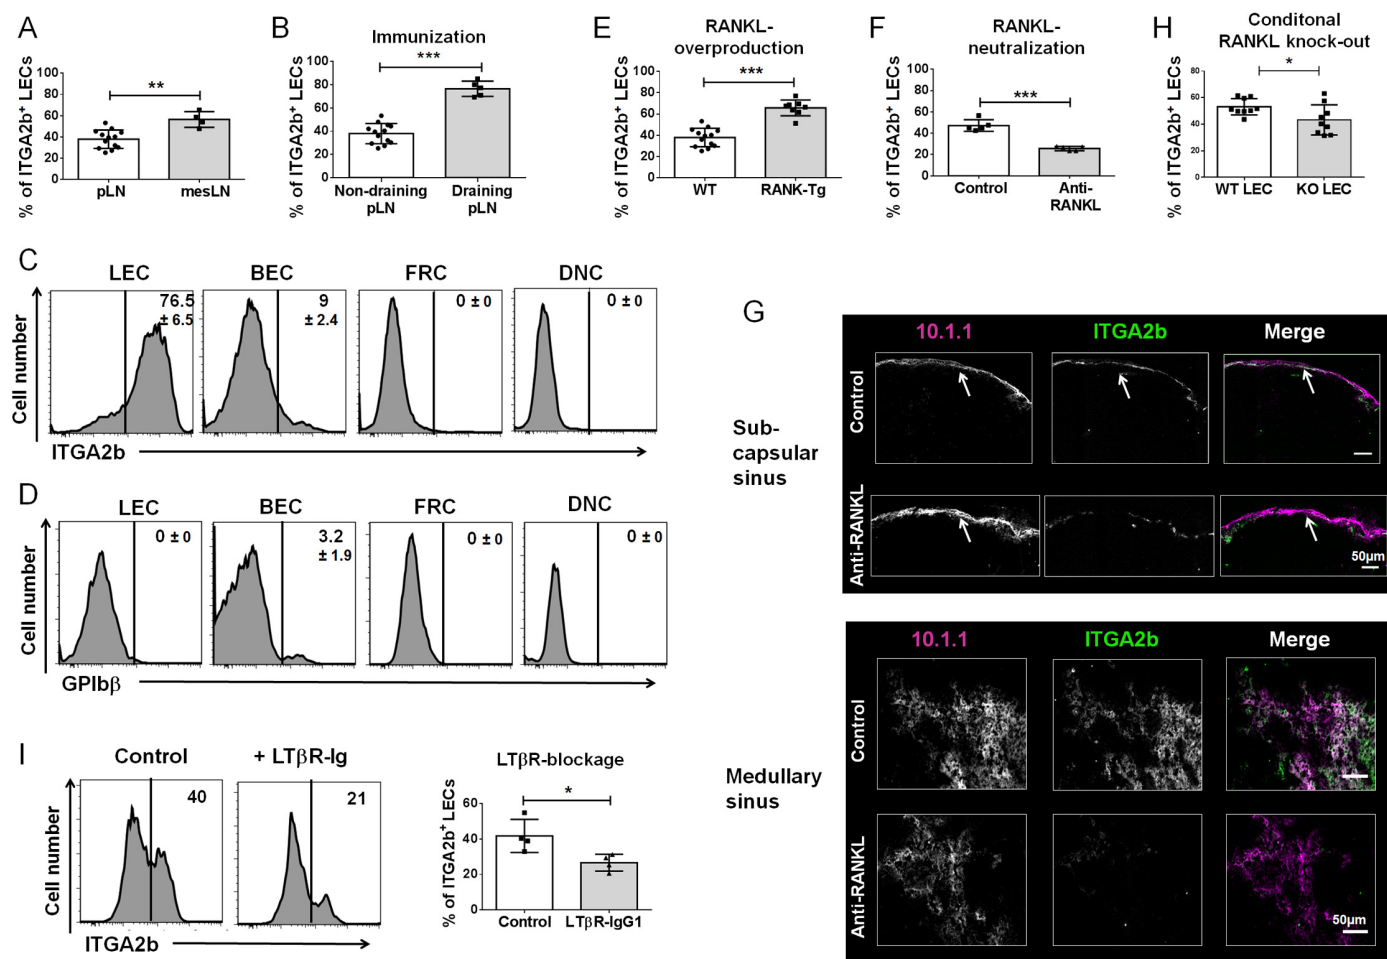 A
% of ITGA2b⁺ LECs
100
80
60
40
20
0
**
pLN
mesLN
B
Immunization
% of ITGA2b⁺ LECs
100
80
60
40
20
0
***
Non-draining
pLN
Draining
pLN
E
RANKL-
overproduction
% of ITGA2b⁺ LECs
100
80
60
40
20
0
***
WT
RANK-Tg
F
RANKL-
neutralization
% of ITGA2b⁺ LECs
100
80
60
40
20
0
***
Control
Anti-
RANKL
H
Conditonal
RANKL knock-out
% of ITGA2b⁺ LECs
80
60
40
20
0
*
WT LEC
KO LEC
C
LEC
BEC
FRC
DNC
Cell number
76.5
± 6.5
9
± 2.4
0 ± 0
0 ± 0
ITGA2b
D
LEC
BEC
FRC
DNC
Cell number
0 ± 0
3.2
± 1.9
0 ± 0
0 ± 0
GPIbβ
G
Sub-
capsular
sinus
10.1.1
ITGA2b
Merge
Control
Anti-RANKL
50µm
Medullary
sinus
10.1.1
ITGA2b
Merge
Control
Anti-RANKL
50µm
I
Control
+ LTβR-Ig
Cell number
40
21
ITGA2b
LTβR-blockage
% of ITGA2b⁺ LECs
60
40
20
0
*
Control
LTβR-IgG1